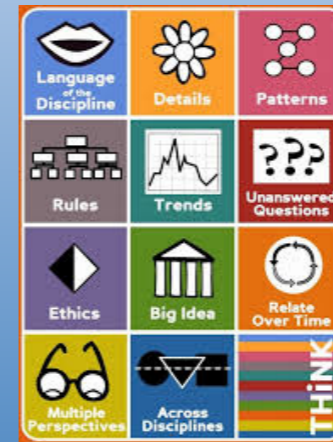 Language
of the
Discipline
Details
Patterns
Rules
Trends
???
Unanswered
Questions
Ethics
Big Idea
Relate
Over Time
Multiple
Perspectives
Across
Disciplines
THiNK